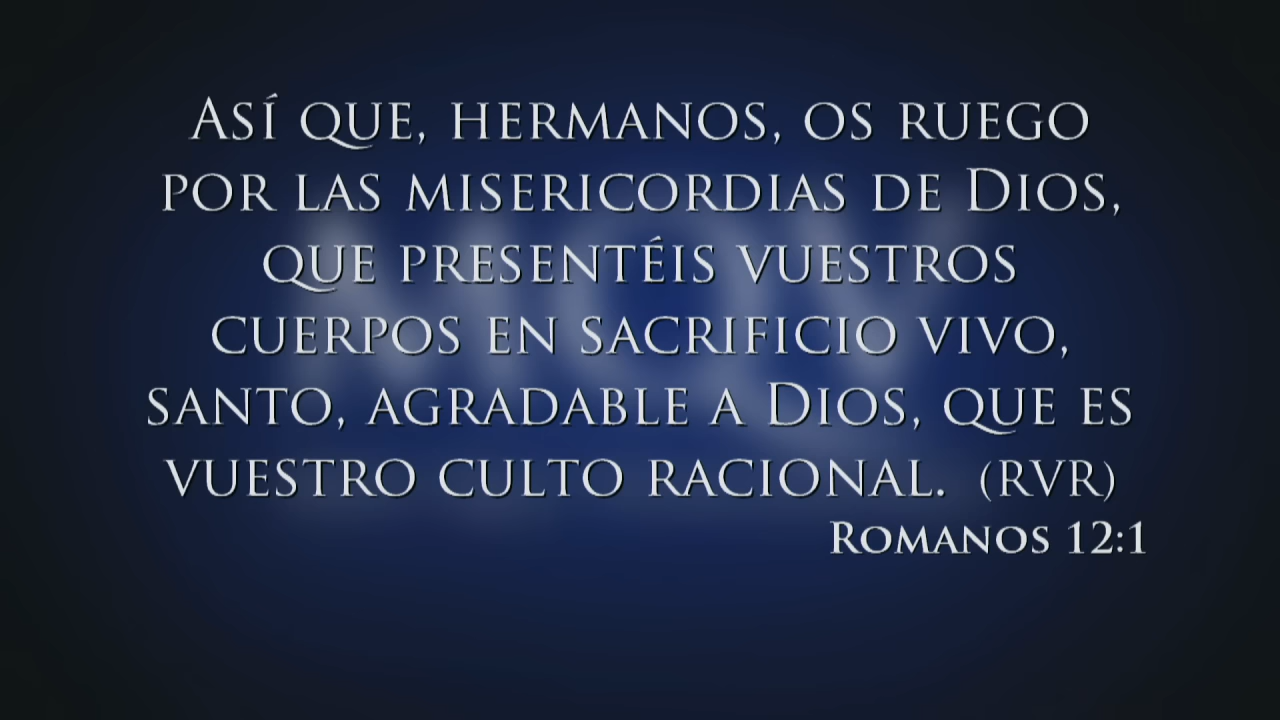 Así que, hermanos, os ruego
por las misericordias de Dios,
que presentéis vuestros
cuerpos en sacrificio vivo,
santo, agradable a Dios, que es
vuestro culto racional. (RVR)
Romanos 12:1